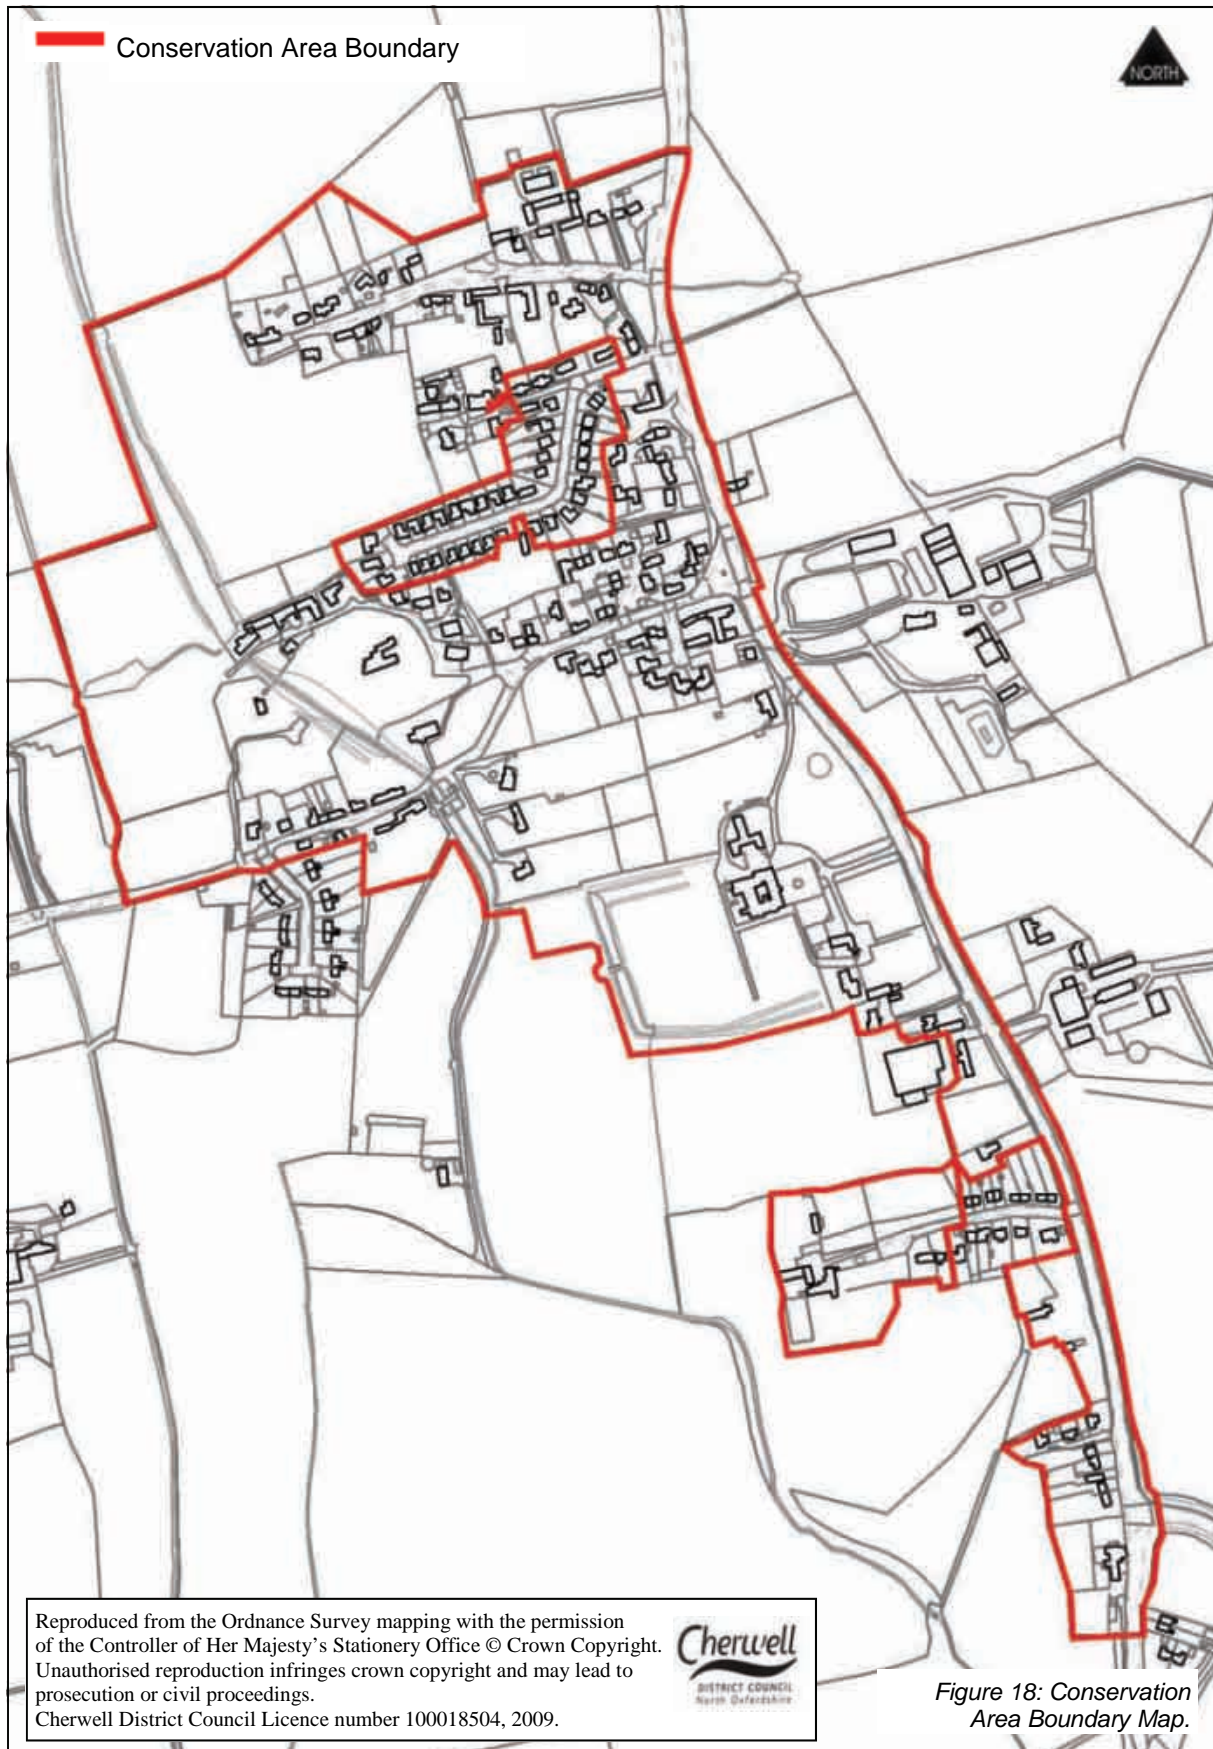 Conservation Area Boundary
NORTH
Reproduced from the Ordnance Survey mapping with the permission
of the Controller of Her Majesty's Stationery Office © Crown Copyright.
Unauthorised reproduction infringes crown copyright and may lead to
prosecution or civil proceedings.
Cherwell District Council Licence number 100018504, 2009.
Cherwell
DISTRICT COUNCIL
North Oxfordshire
Figure 18: Conservation
Area Boundary Map.